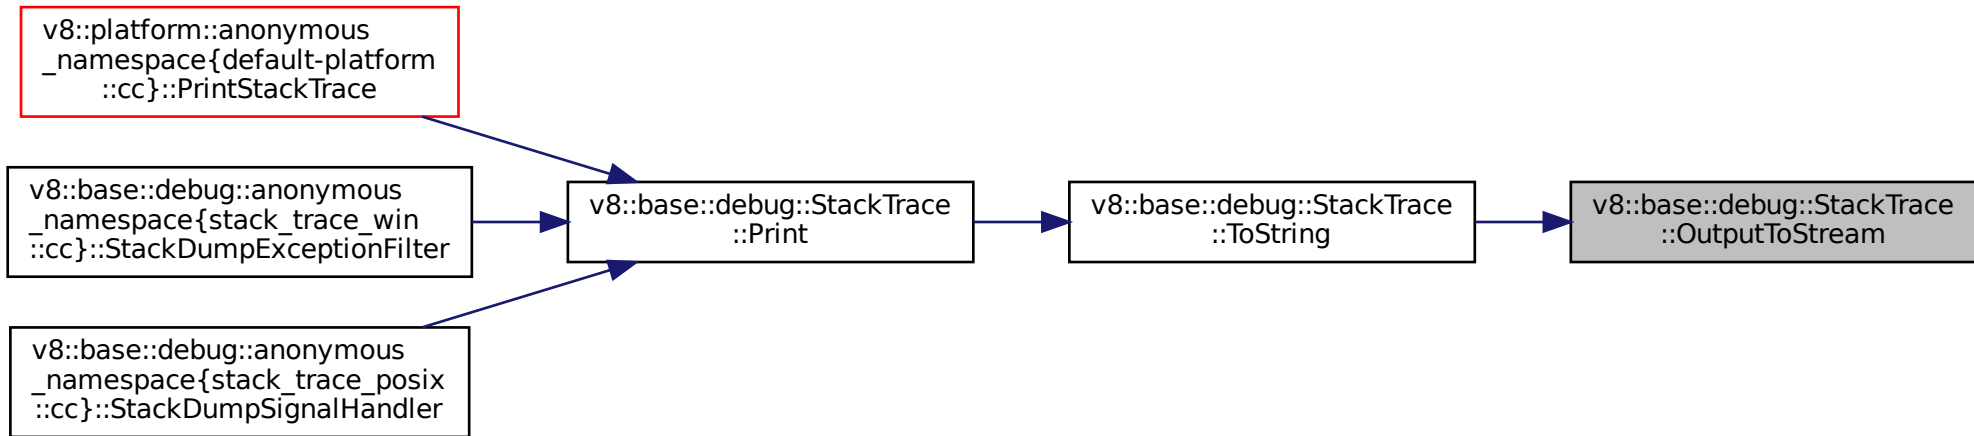 v8::platform::anonymous
_namespace{default-platform
::cc}::PrintStackTrace
v8::base::debug::anonymous
_namespace{stack_trace_win
::cc}::StackDumpExceptionFilter
v8::base::debug::anonymous
_namespace{stack_trace_posix
::cc}::StackDumpSignalHandler
v8::base::debug::StackTrace
::Print
v8::base::debug::StackTrace
::ToString
v8::base::debug::StackTrace
::OutputToStream